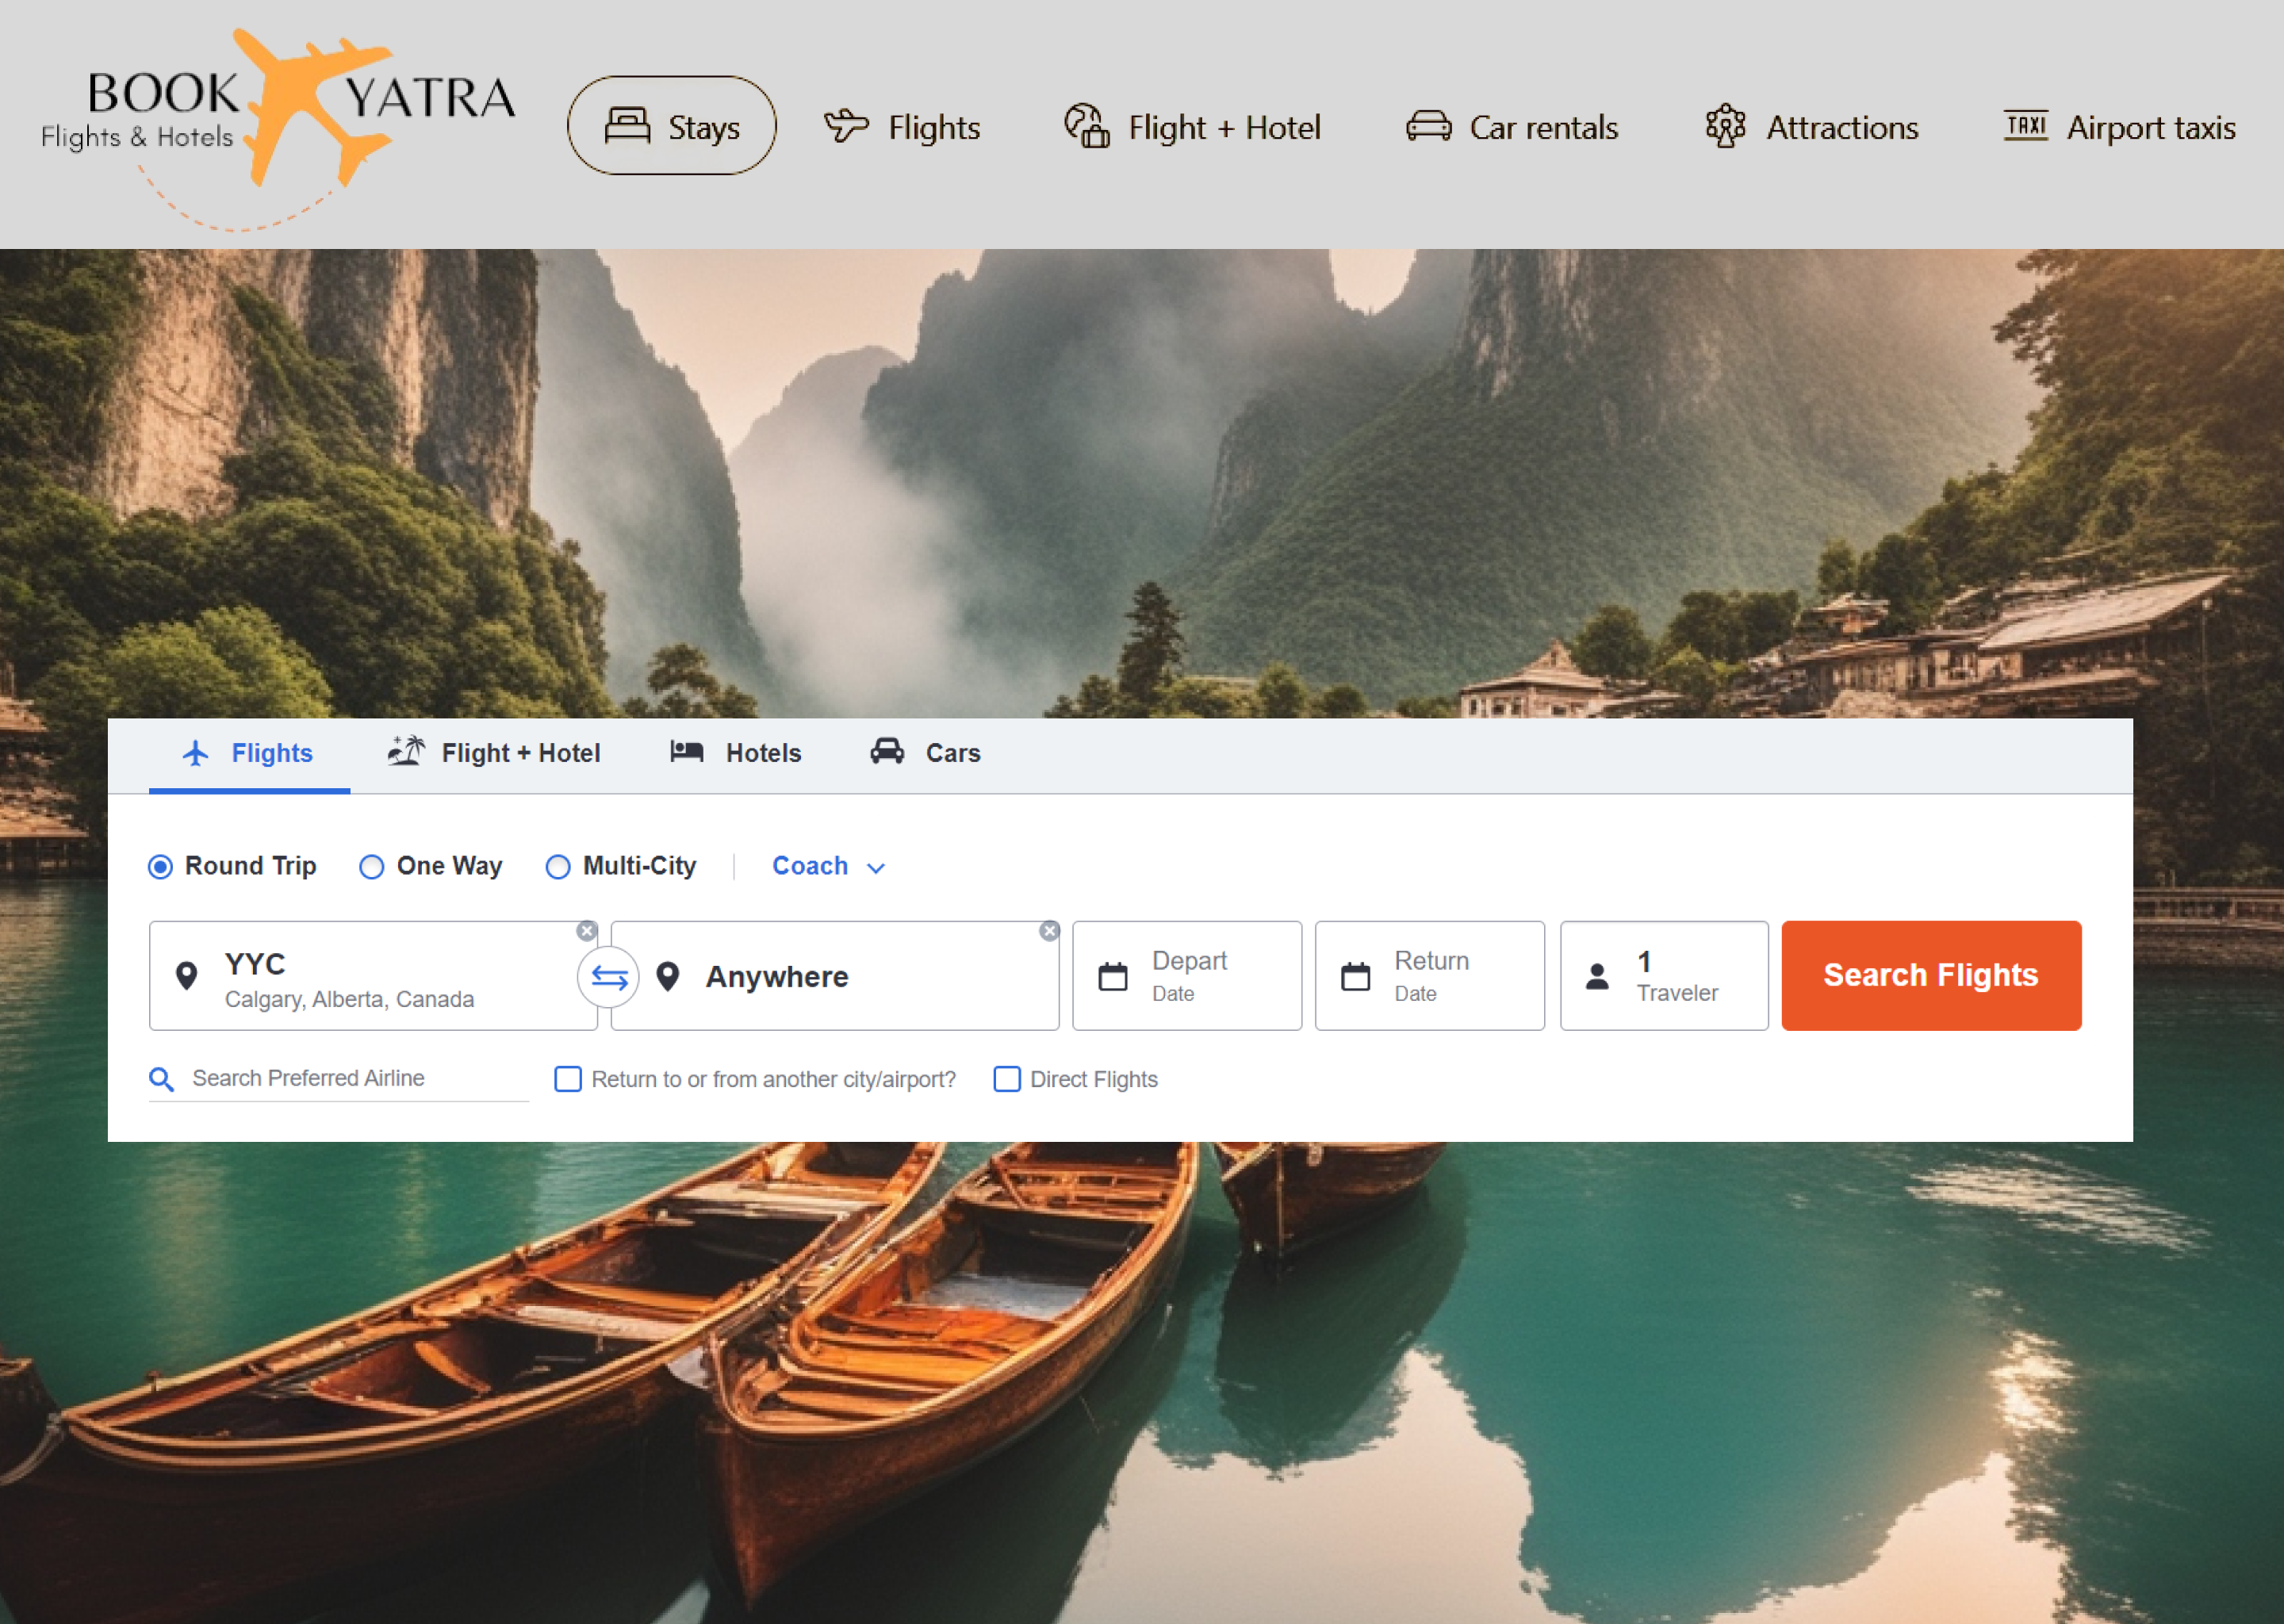 BOOK YATRA
Flights & Hotels
Stays
Flights
Flight + Hotel
Car rentals
Attractions
TAXI Airport taxis
Flights
Flight + Hotel
Hotels
Cars
Round Trip
One Way
Multi-City
Coach
YYC
Calgary, Alberta, Canada
Anywhere
Depart
Date
Return
Date
1
Traveler
Search Flights
Search Preferred Airline
Return to or from another city/airport?
Direct Flights